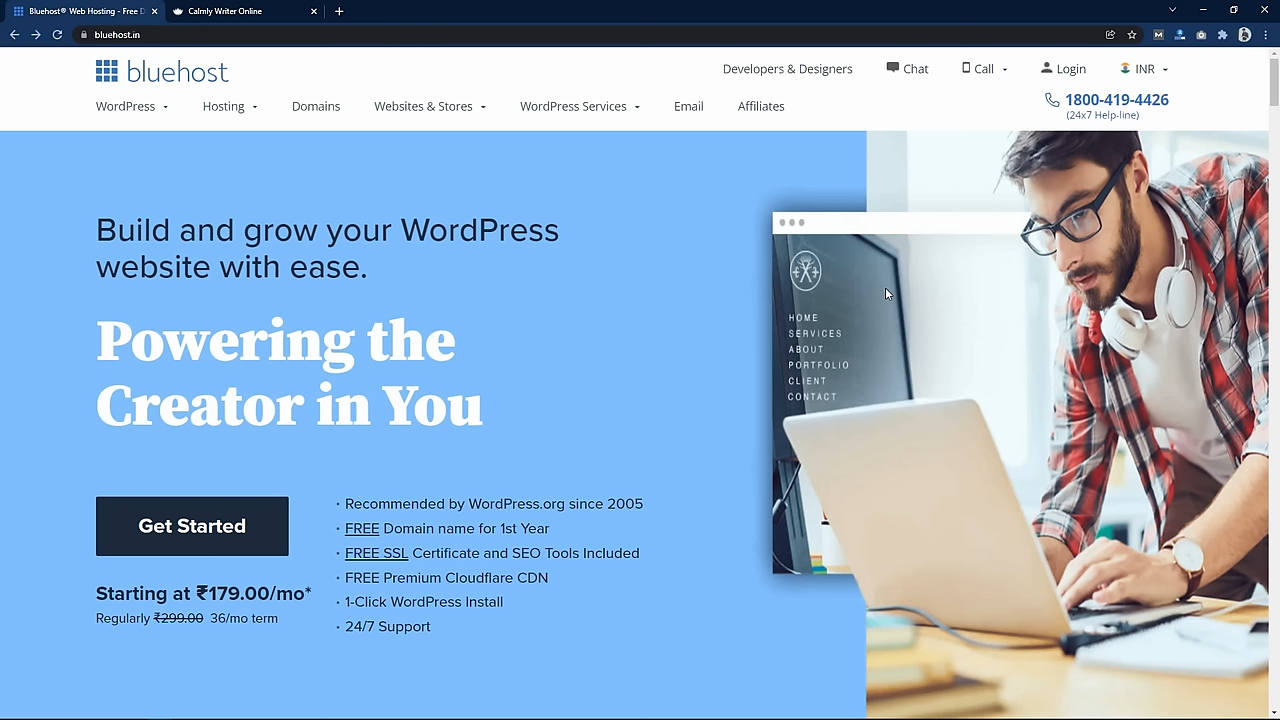 Bluehost® Web Hosting - Free D
Calmly Writer Online
bluehost.in
bluehost
Developers & Designers
Chat
Call
Login
INR
WordPress
Hosting
Domains
Websites & Stores
WordPress Services
Email
Affiliates
1800-419-4426
(24x7 Help-line)
Build and grow your WordPress
website with ease.
Powering the
Creator in You
HOME
SERVICES
ABOUT
PORTFOLIO
CLIENT
CONTACT
Get Started
Starting at ₹179.00/mo*
Regularly ₹299.00 36/mo term
· Recommended by WordPress.org since 2005
· FREE Domain name for 1st Year
· FREE SSL Certificate and SEO Tools Included
· FREE Premium Cloudflare CDN
· 1-Click WordPress Install
· 24/7 Support